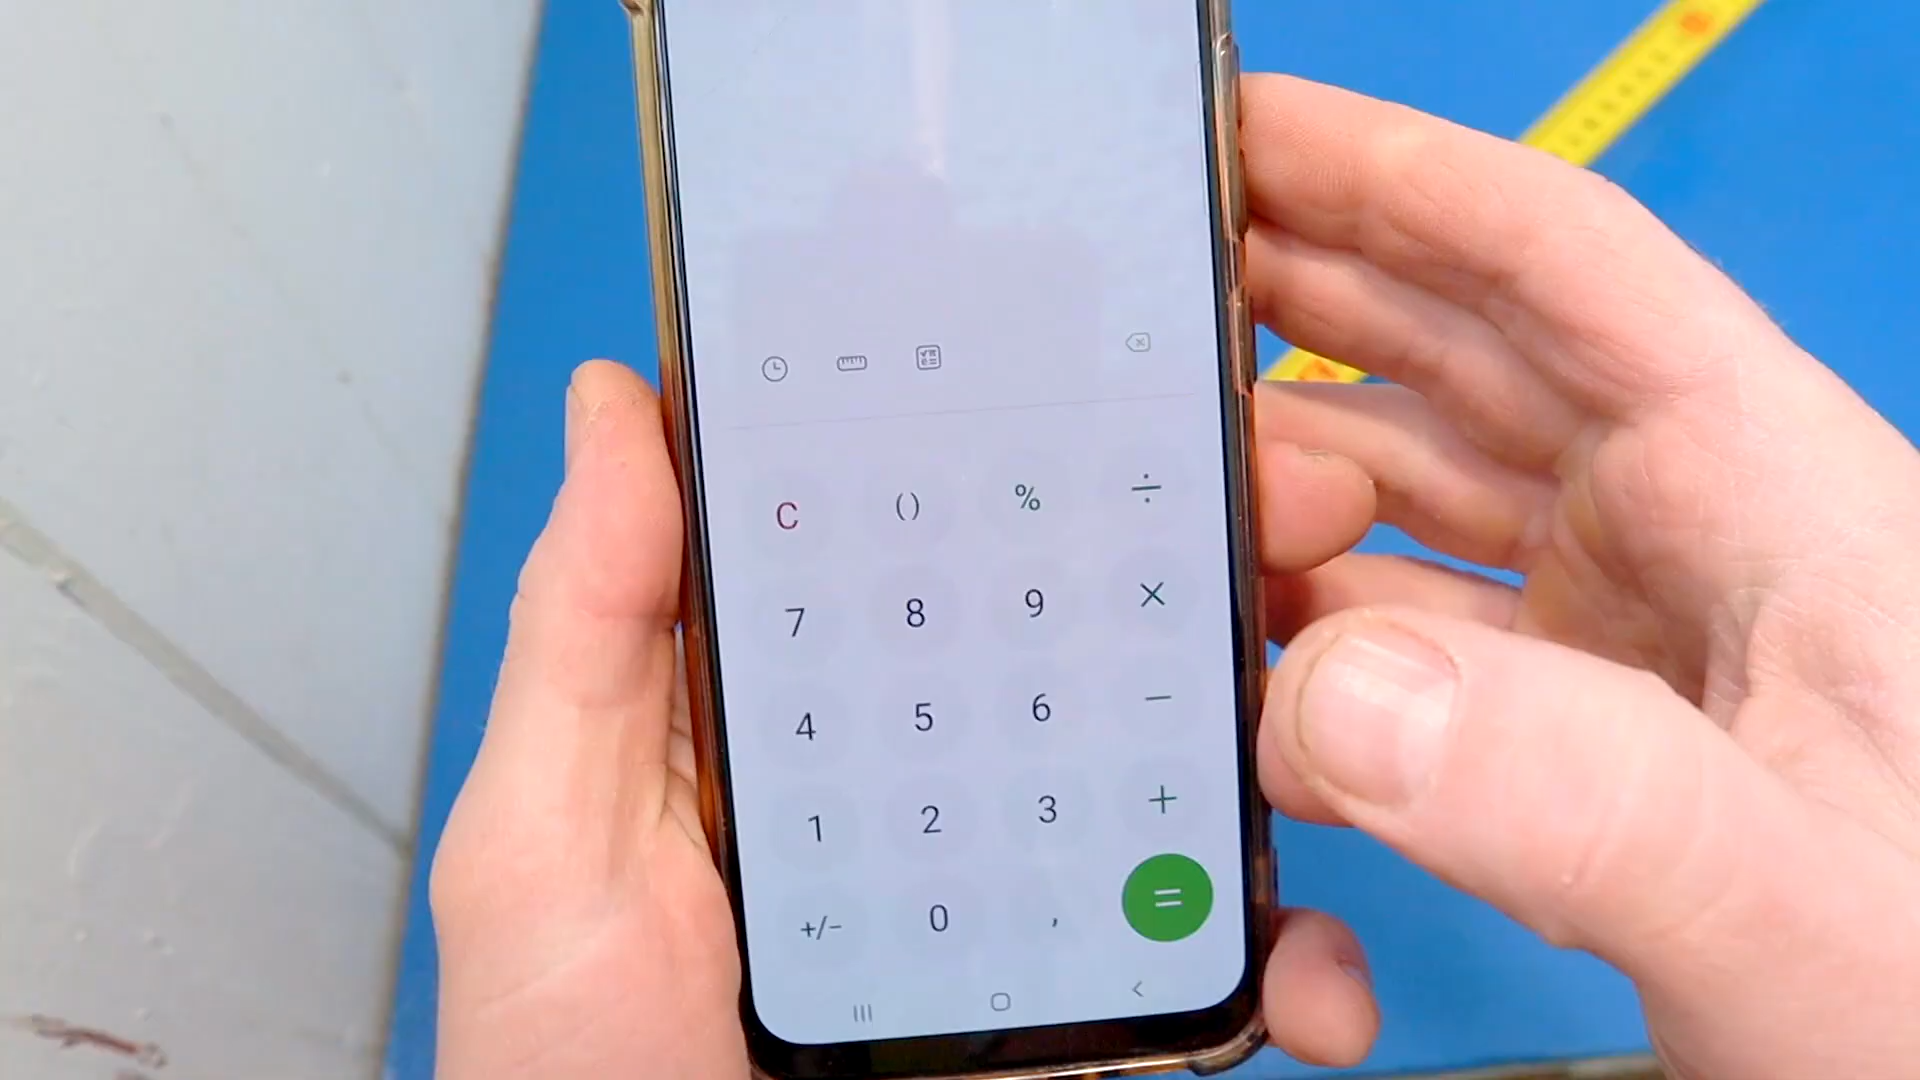 C () % ÷
7 8 9 ×
4 5 6 −
1 2 3 +
+/− 0 , =